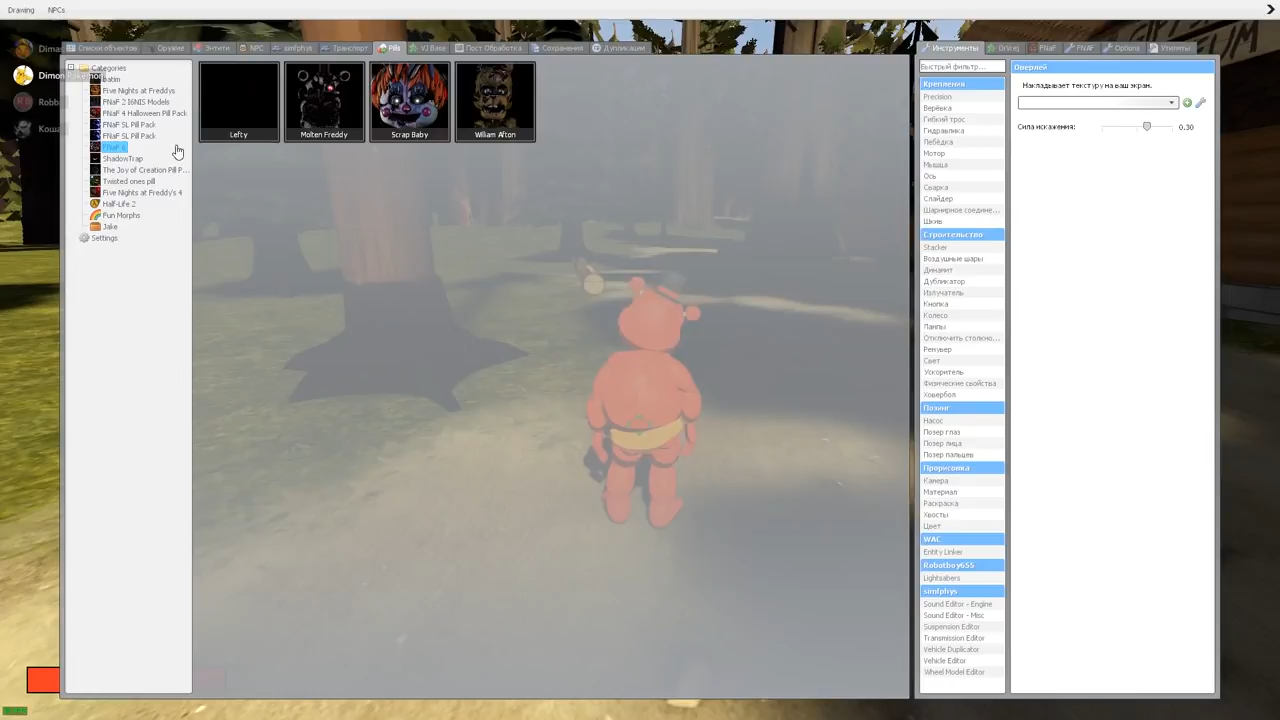 Drawing NPCs
Списки объектов Оружие Энтити NPC simfphys Транспорт Pills VJ Base Пост Обработка Сохранения Дупликации
Categories
Batim
Five Nights at Freddys
FNaF 2 I6NIS Models
FNaF 4 Halloween Pill Pack
FNaF SL Pill Pack
FNaF SL Pill Pack
FNaF 6
ShadowTrap
The Joy of Creation Pill P...
Twisted ones pill
Five Nights at Freddy's 4
Half-Life 2
Fun Morphs
Jake
Settings
Lefty
Molten Freddy
Scrap Baby
William Afton
Инструменты
FNaF
FNAF
Options
Утилиты
Быстрый фильтр...
Крепления
Precision
Верёвка
Гибкий трос
Гидравлика
Лебёдка
Мотор
Мышца
Ось
Сварка
Слайдер
Шарнирное соедине...
Шкив
Строительство
Stacker
Воздушные шары
Динамит
Дубликатор
Излучатель
Кнопка
Колесо
Лампы
Отключить столкно...
Ремувер
Свет
Ускоритель
Физические свойства
Ховербол
Позинг
Насос
Позер глаз
Позер лица
Позер пальцев
Прорисовка
Камера
Материал
Раскраска
Хвосты
Цвет
WAC
Entity Linker
Robotboy655
Lightsabers
simfphys
Sound Editor - Engine
Sound Editor - Misc
Suspension Editor
Transmission Editor
Vehicle Duplicator
Vehicle Editor
Wheel Model Editor
Оверлей
Накладывает текстуру на ваш экран.
Сила искажения: 0.30